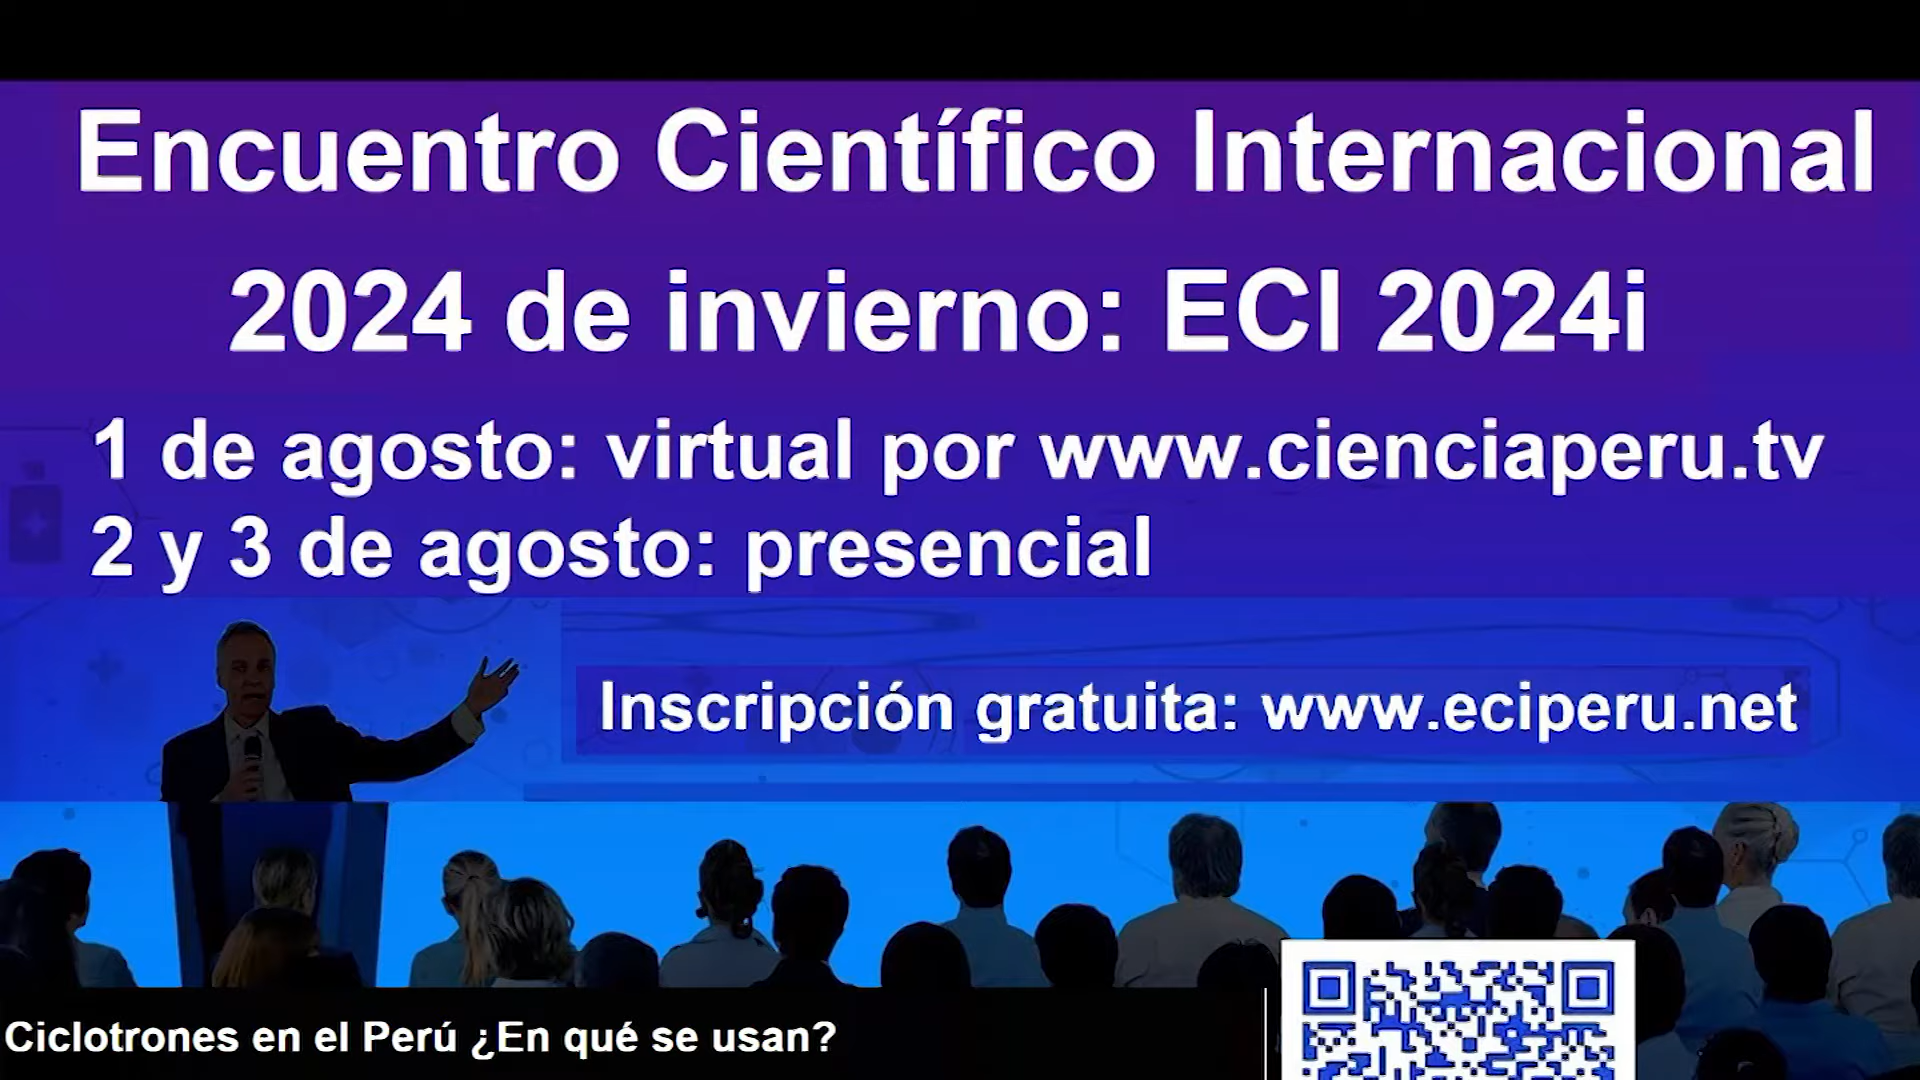 Encuentro Científico Internacional
2024 de invierno: ECI 2024i
1 de agosto: virtual por www.cienciaperu.tv
2 y 3 de agosto: presencial
Inscripción gratuita: www.eciperu.net
Ciclotrones en el Perú ¿En qué se usan?